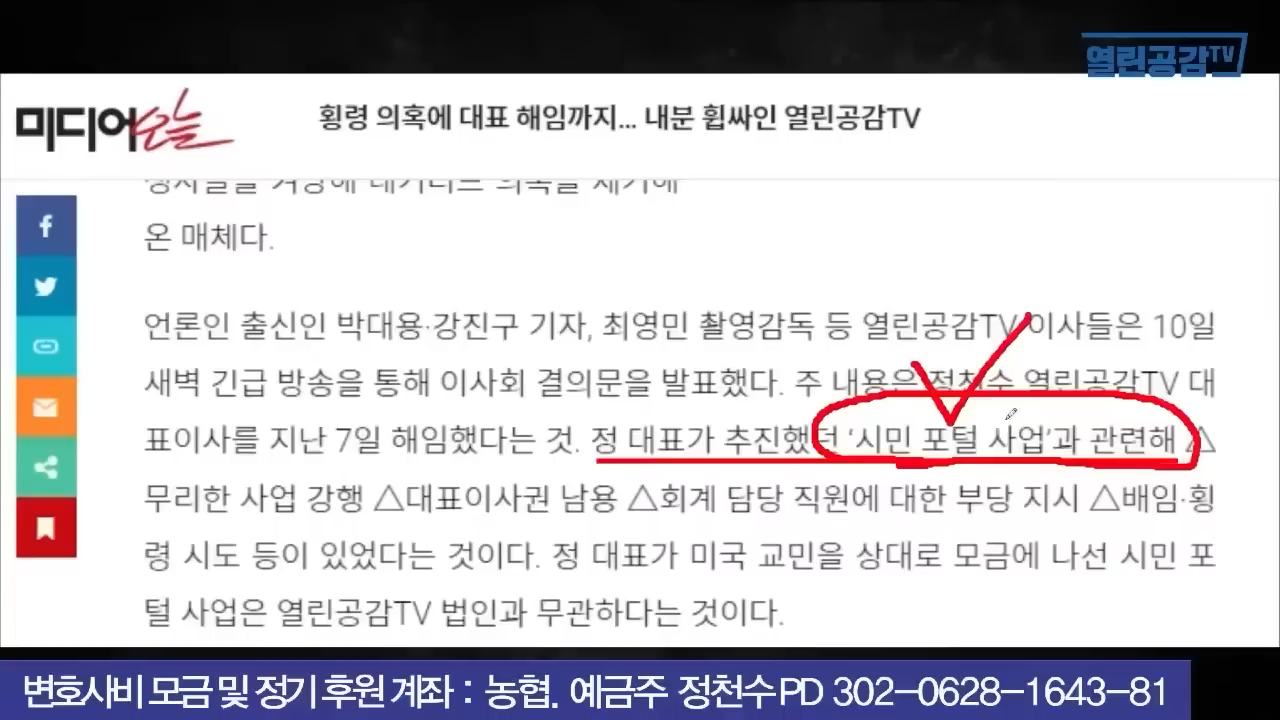 열린공감TV
미디어오늘
횡령 의혹에 대표 해임까지... 내분 휩싸인 열린공감TV
온 매체다.
언론인 출신인 박대용·강진구 기자, 최영민 촬영감독 등 열린공감TV 이사들은 10일
새벽 긴급 방송을 통해 이사회 결의문을 발표했다. 주 내용은 정천수 열린공감TV 대
표이사를 지난 7일 해임했다는 것. 정 대표가 추진했던 ‘시민 포털 사업’과 관련해 △
무리한 사업 강행 △대표이사권 남용 △회계 담당 직원에 대한 부당 지시 △배임·횡
령 시도 등이 있었다는 것이다. 정 대표가 미국 교민을 상대로 모금에 나선 시민 포
털 사업은 열린공감TV 법인과 무관하다는 것이다.
변호사비 모금 및 정기 후원 계좌 : 농협. 예금주 정천수PD 302-0628-1643-81